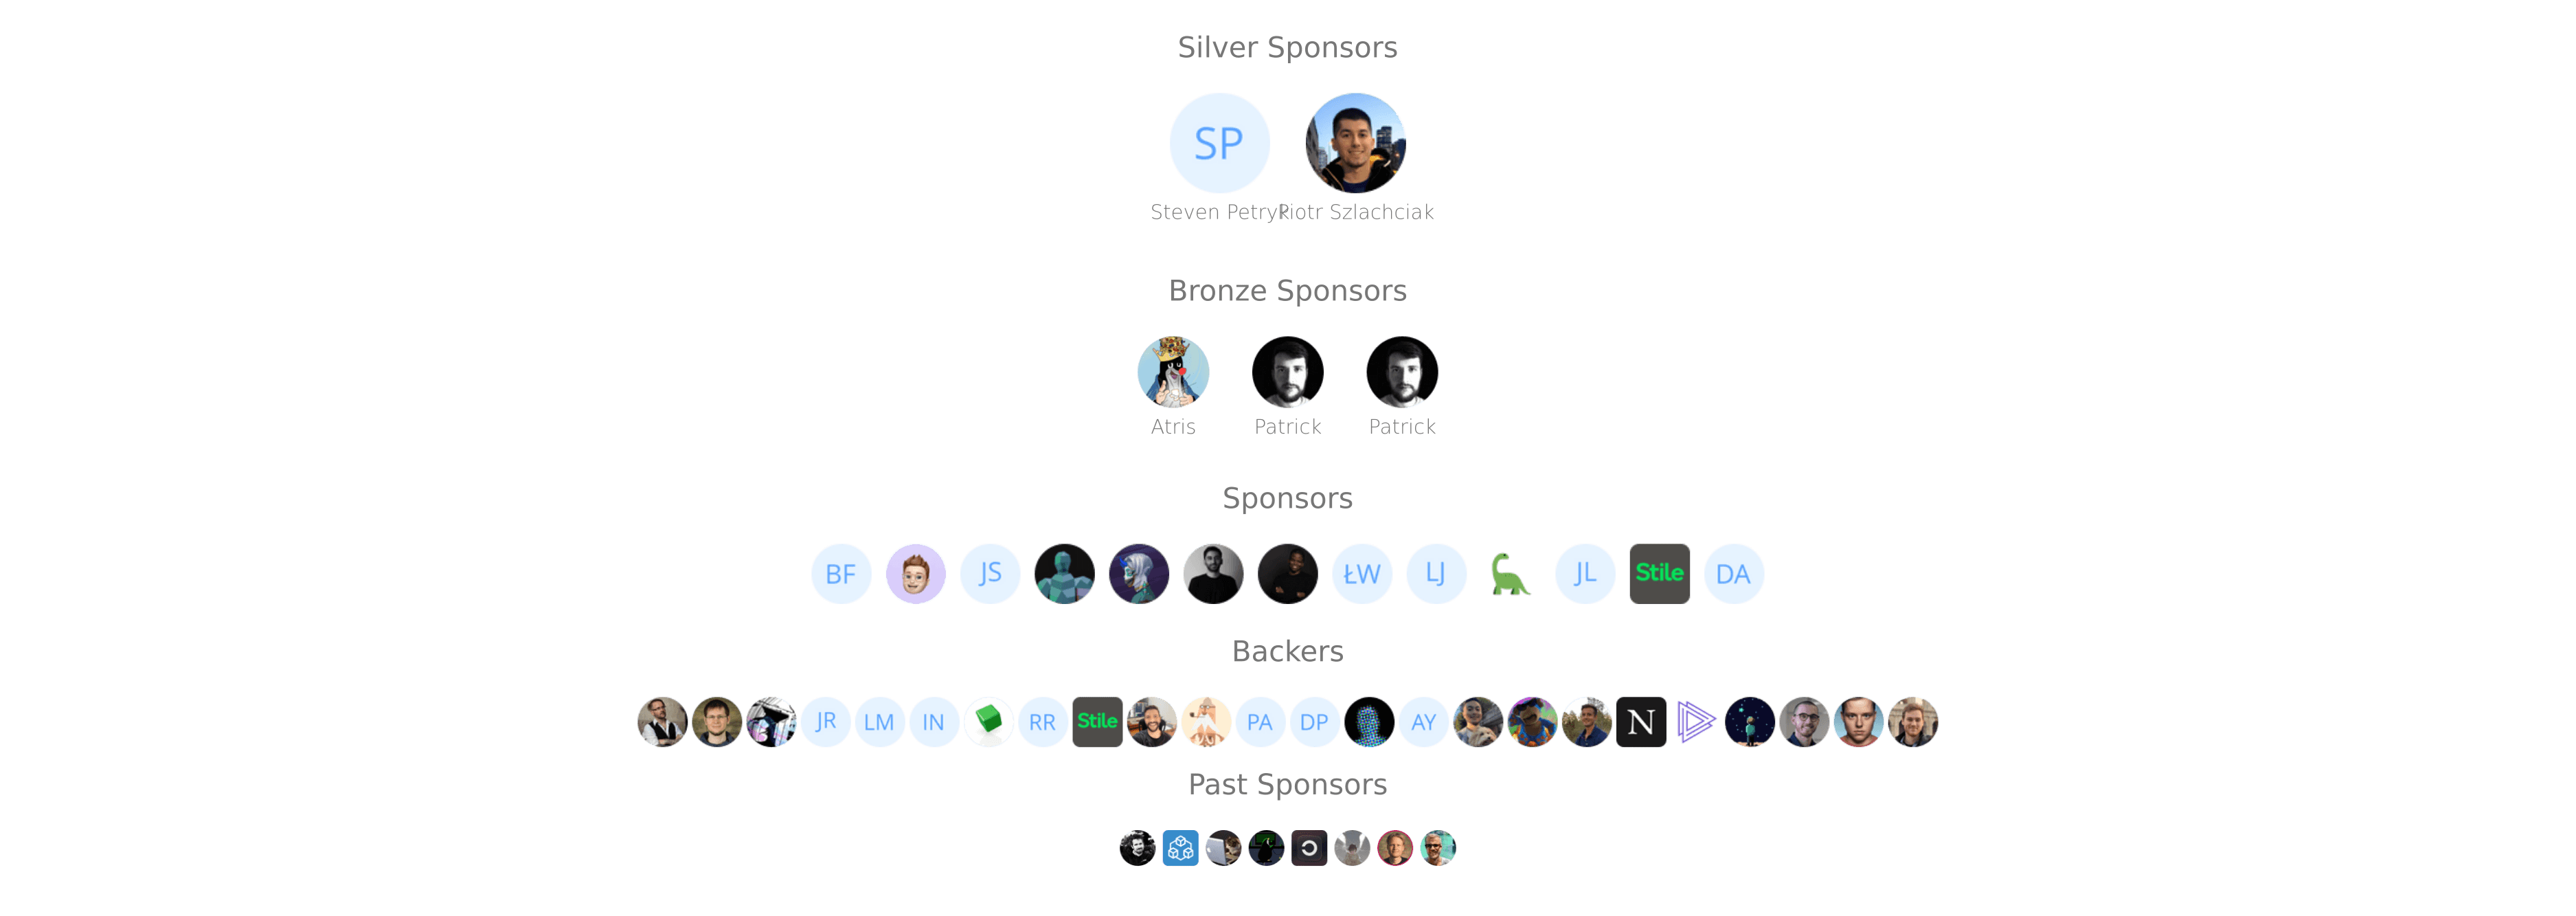 Silver Sponsors
SP
Steven Petryk Piotr Szlachciak
Bronze Sponsors
Atris Patrick Patrick
Sponsors
BF JS ŁW LJ JL Stile DA
Backers
JR LM IN RR Stile PA DP AY N
Past Sponsors